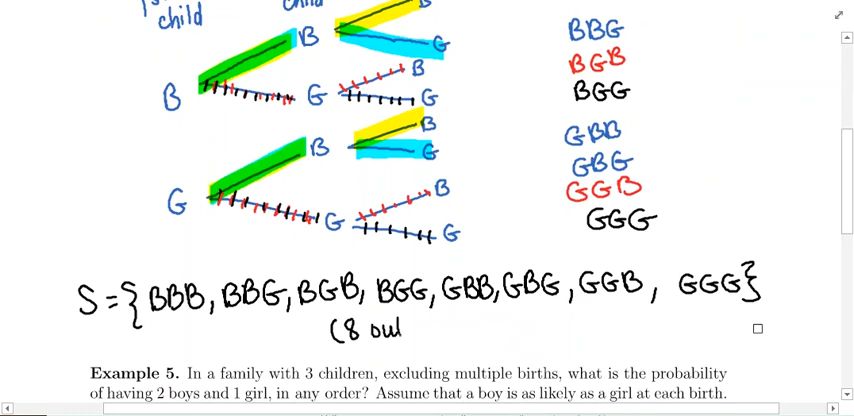 child
B
B
G
BBG
B
BGB
B
G
G
BGG
B
B
G
GBB
GBG
G
B
GGB
G
G
GGG
S = { BBB, BBG, BGB, BGG, GBB, GBG, GGB, GGG }
(8 out
Example 5. In a family with 3 children, excluding multiple births, what is the probability
of having 2 boys and 1 girl, in any order? Assume that a boy is as likely as a girl at each birth.